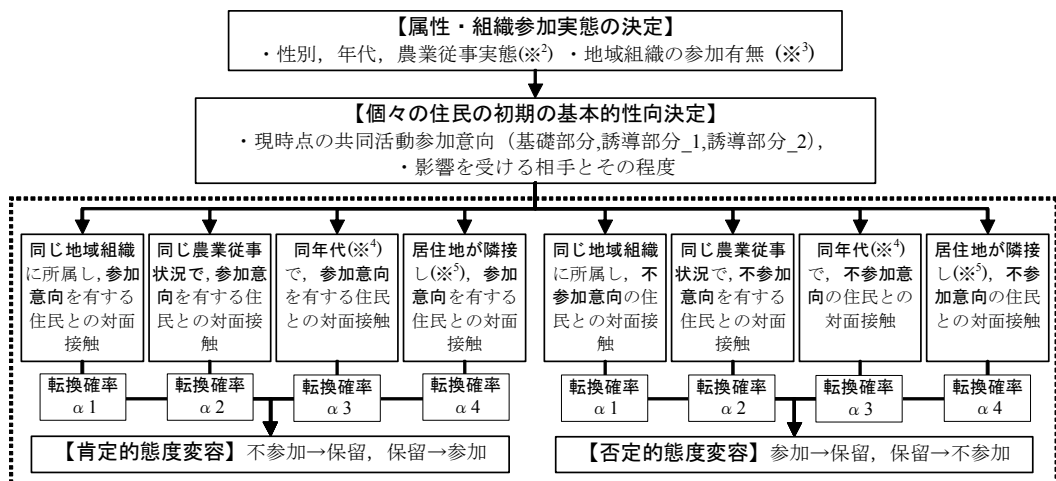 【属性・組織参加実態の決定】
・性別，年代，農業従事実態(※2) ・地域組織の参加有無 (※3)
【個々の住民の初期の基本的性向決定】
・現時点の共同活動参加意向（基礎部分,誘導部分_1,誘導部分_2），
・影響を受ける相手とその程度
同じ地域組織
に所属し，参加
意向を有する
住民との対面
接触
同じ農業従事
状況で，参加意
向を有する住
民との対面接
触
同年代(※4)
で，参加意向
を有する住民
との対面接触
居住地が隣接
し(※5)，参加
意向を有する
住民との対面
接触
同じ地域組織
に所属し，不
参加意向の住
民との対面接
触
同じ農業従事
状況で，不参加
意向を有する
住民との対面
接触
同年代(※4)
で，不参加意
向の住民との
対面接触
居住地が隣接
し(※5)，不参
加意向の住民
との対面接触
転換確率
α1
転換確率
α2
転換確率
α3
転換確率
α4
転換確率
α1
転換確率
α2
転換確率
α3
転換確率
α4
【肯定的態度変容】不参加→保留，保留→参加
【否定的態度変容】参加→保留，保留→不参加